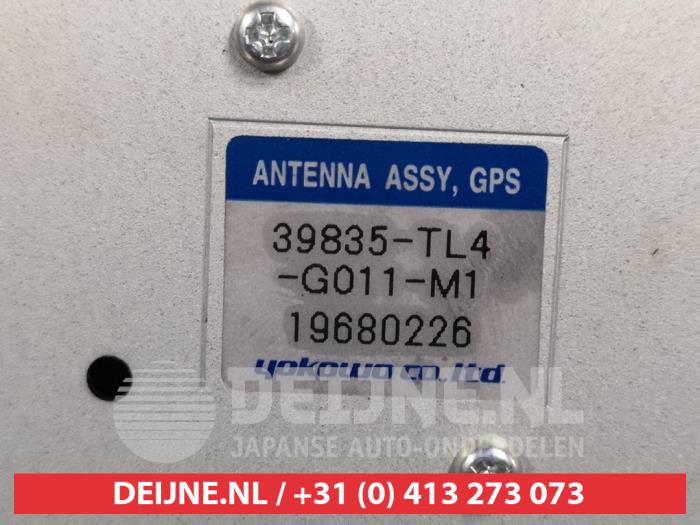 ANTENNA ASSY, GPS
39835-TL4
-G011-M1
19680226
yokowo co.,ltd.
DEIJNE.NL
JAPANSE AUTO-ONDERDELEN
DEIJNE.NL / +31 (0) 413 273 073